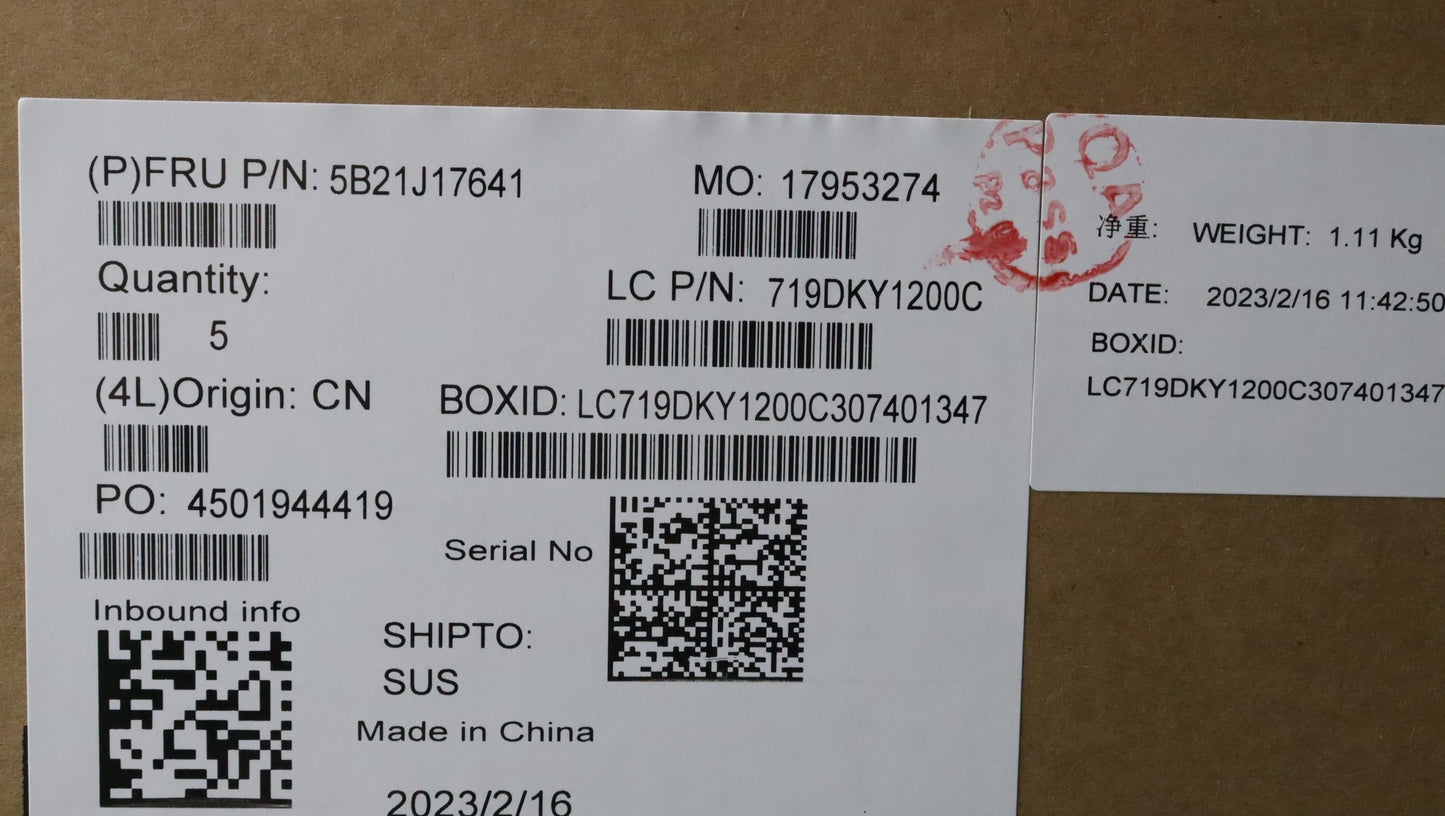 (P)FRU P/N: 5B21J17641
MO: 17953274
Quantity:
5
LC P/N: 719DKY1200C
(4L)Origin: CN
BOXID: LC719DKY1200C307401347
PO: 4501944419
Serial No
Inbound info
SHIPTO:
SUS
Made in China
2023/2/16
QA
Pass
净重: WEIGHT: 1.11 Kg
DATE: 2023/2/16 11:42:50
BOXID:
LC719DKY1200C307401347